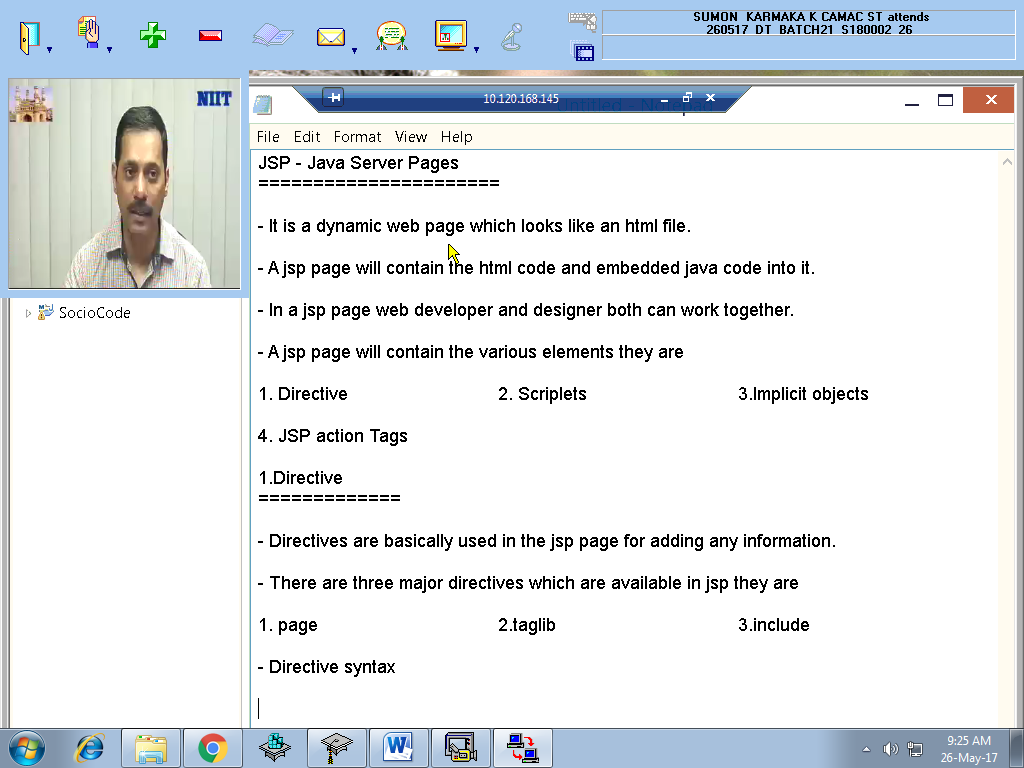 SUMON KARMAKA K CAMAC ST attends
260517_DT_BATCH21_S180002_26
NIIT
10.120.168.145
Untitled - Notepad
File Edit Format View Help
JSP - Java Server Pages
======================
- It is a dynamic web page which looks like an html file.
- A jsp page will contain the html code and embedded java code into it.
- In a jsp page web developer and designer both can work together.
- A jsp page will contain the various elements they are
1. Directive 2. Scriplets 3.Implicit objects
4. JSP action Tags
1.Directive
=============
- Directives are basically used in the jsp page for adding any information.
- There are three major directives which are available in jsp they are
1. page 2.taglib 3.include
- Directive syntax
SocioCode
9:25 AM
26-May-17